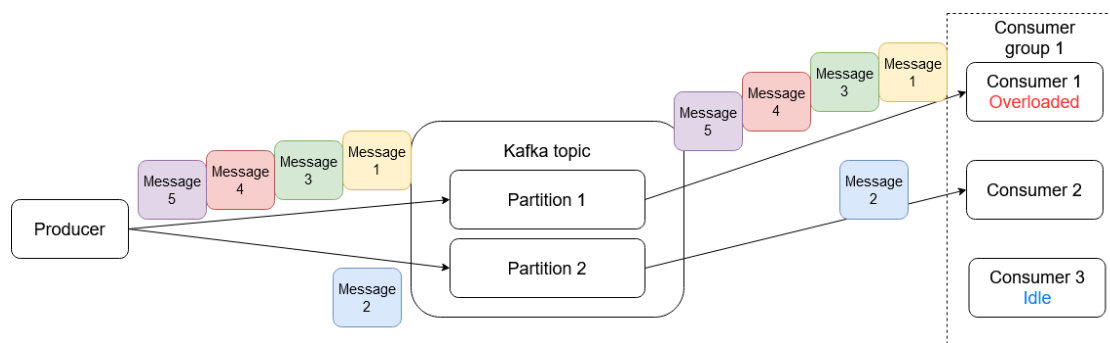 Producer
Message
5
Message
4
Message
3
Message
1
Message
2
Kafka topic
Partition 1
Partition 2
Message
5
Message
4
Message
3
Message
1
Message
2
Consumer
group 1
Consumer 1
Overloaded
Consumer 2
Consumer 3
Idle